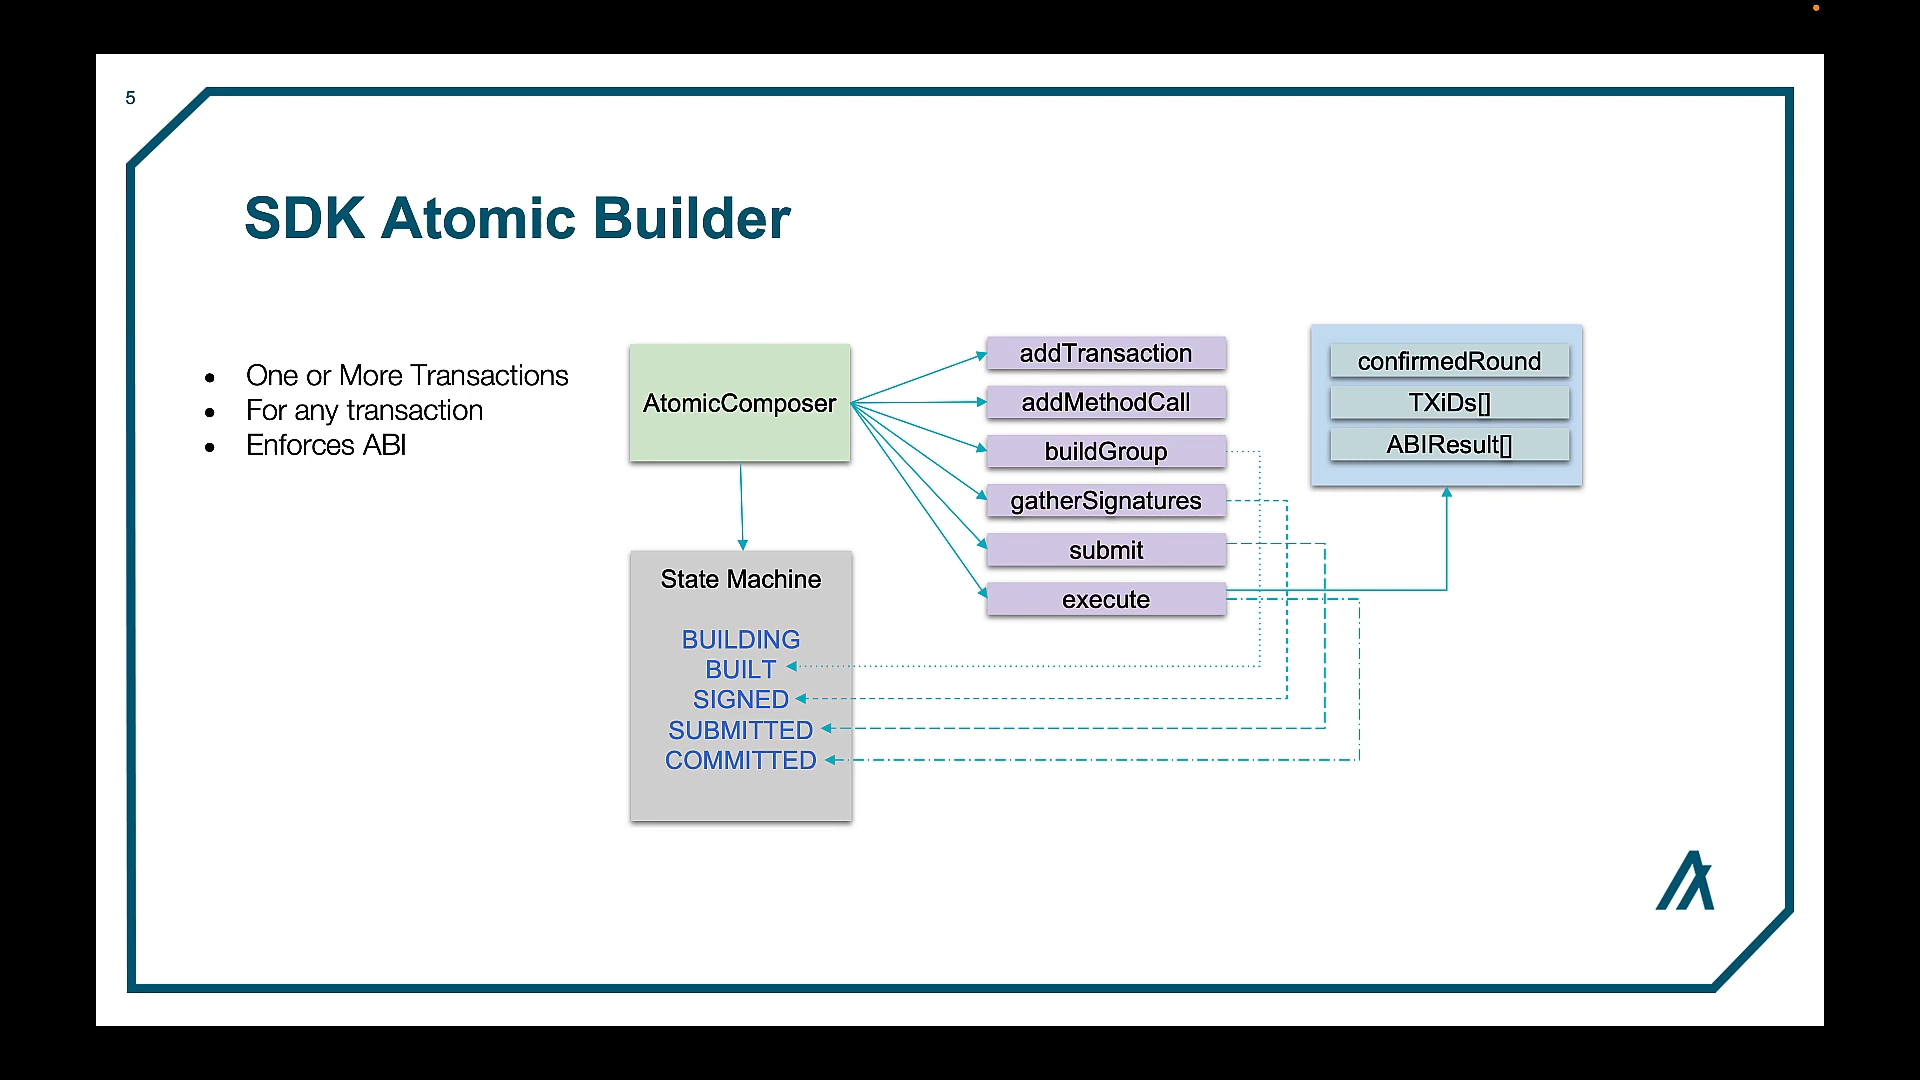 5
SDK Atomic Builder
One or More Transactions
For any transaction
Enforces ABI
AtomicComposer
State Machine
BUILDING
BUILT
SIGNED
SUBMITTED
COMMITTED
addTransaction
addMethodCall
buildGroup
gatherSignatures
submit
execute
confirmedRound
TXiDs[]
ABIResult[]